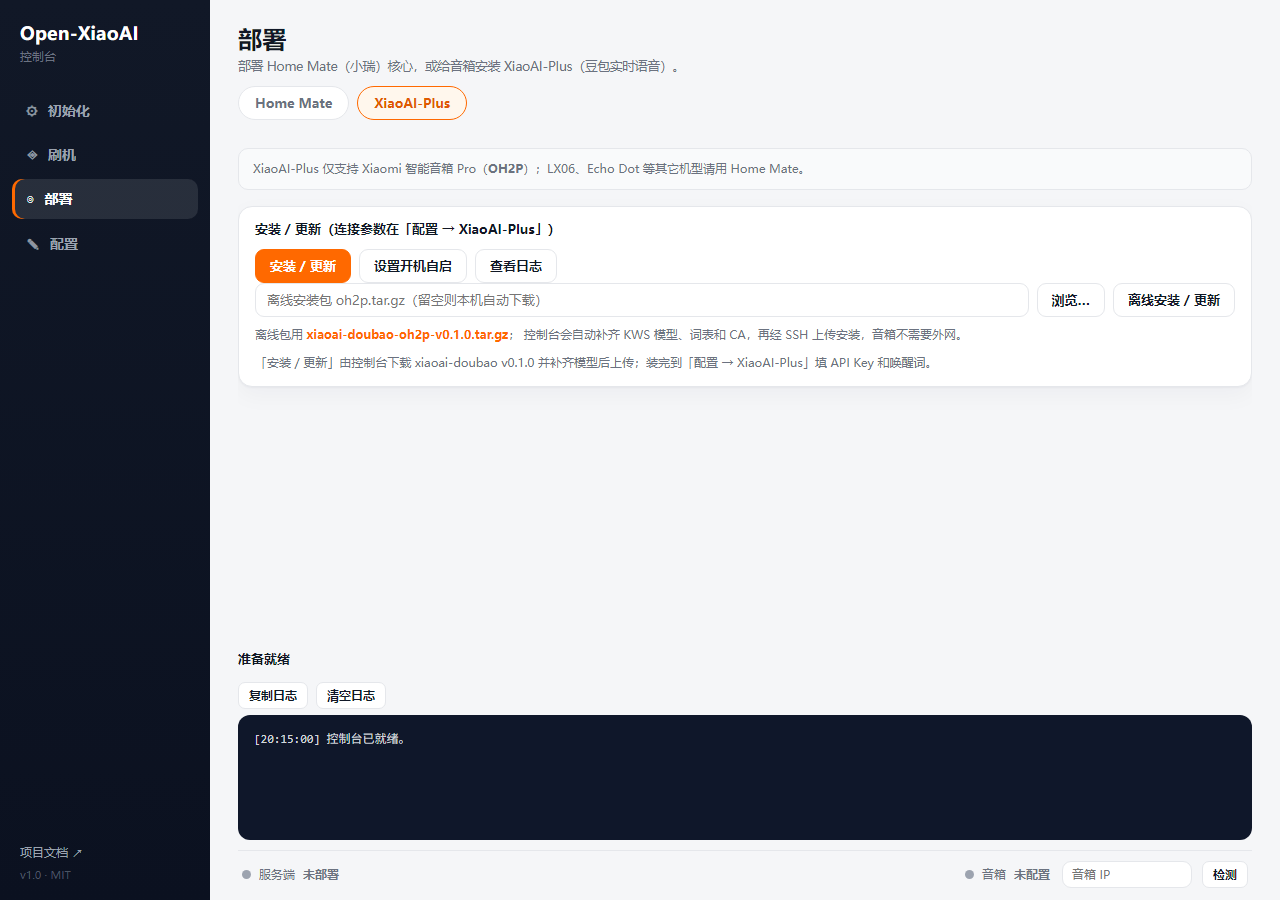 Open-XiaoAI
控制台
初始化
刷机
部署
配置
项目文档 ↗
v1.0 · MIT
部署
部署 Home Mate（小瑞）核心，或给音箱安装 XiaoAI-Plus（豆包实时语音）。
Home Mate
XiaoAI-Plus
XiaoAI-Plus 仅支持 Xiaomi 智能音箱 Pro（OH2P）；LX06、Echo Dot 等其它机型请用 Home Mate。
安装 / 更新（连接参数在「配置 → XiaoAI-Plus」）
安装 / 更新
设置开机自启
查看日志
离线安装包 oh2p.tar.gz（留空则本机自动下载）
浏览...
离线安装 / 更新
离线包用 xiaoai-doubao-oh2p-v0.1.0.tar.gz； 控制台会自动补齐 KWS 模型、词表和 CA，再经 SSH 上传安装，音箱不需要外网。
「安装 / 更新」由控制台下载 xiaoai-doubao v0.1.0 并补齐模型后上传；装完到「配置 → XiaoAI-Plus」填 API Key 和唤醒词。
准备就绪
复制日志
清空日志
[20:15:00] 控制台已就绪。
服务端 未部署
音箱 未配置
音箱 IP
检测